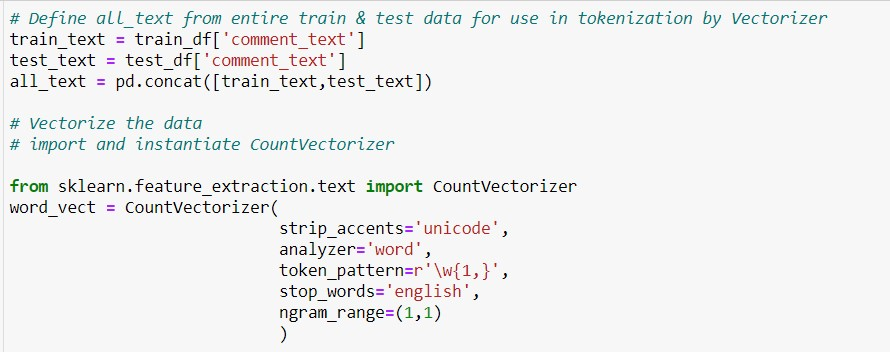 # Define all_text from entire train & test data for use in tokenization by Vectorizer
train_text = train_df['comment_text']
test_text = test_df['comment_text']
all_text = pd.concat([train_text,test_text])
# Vectorize the data
# import and instantiate CountVectorizer
from sklearn.feature_extraction.text import CountVectorizer
word_vect = CountVectorizer(
strip_accents='unicode',
analyzer='word',
token_pattern=r'\w{1,}',
stop_words='english',
ngram_range=(1,1)
)